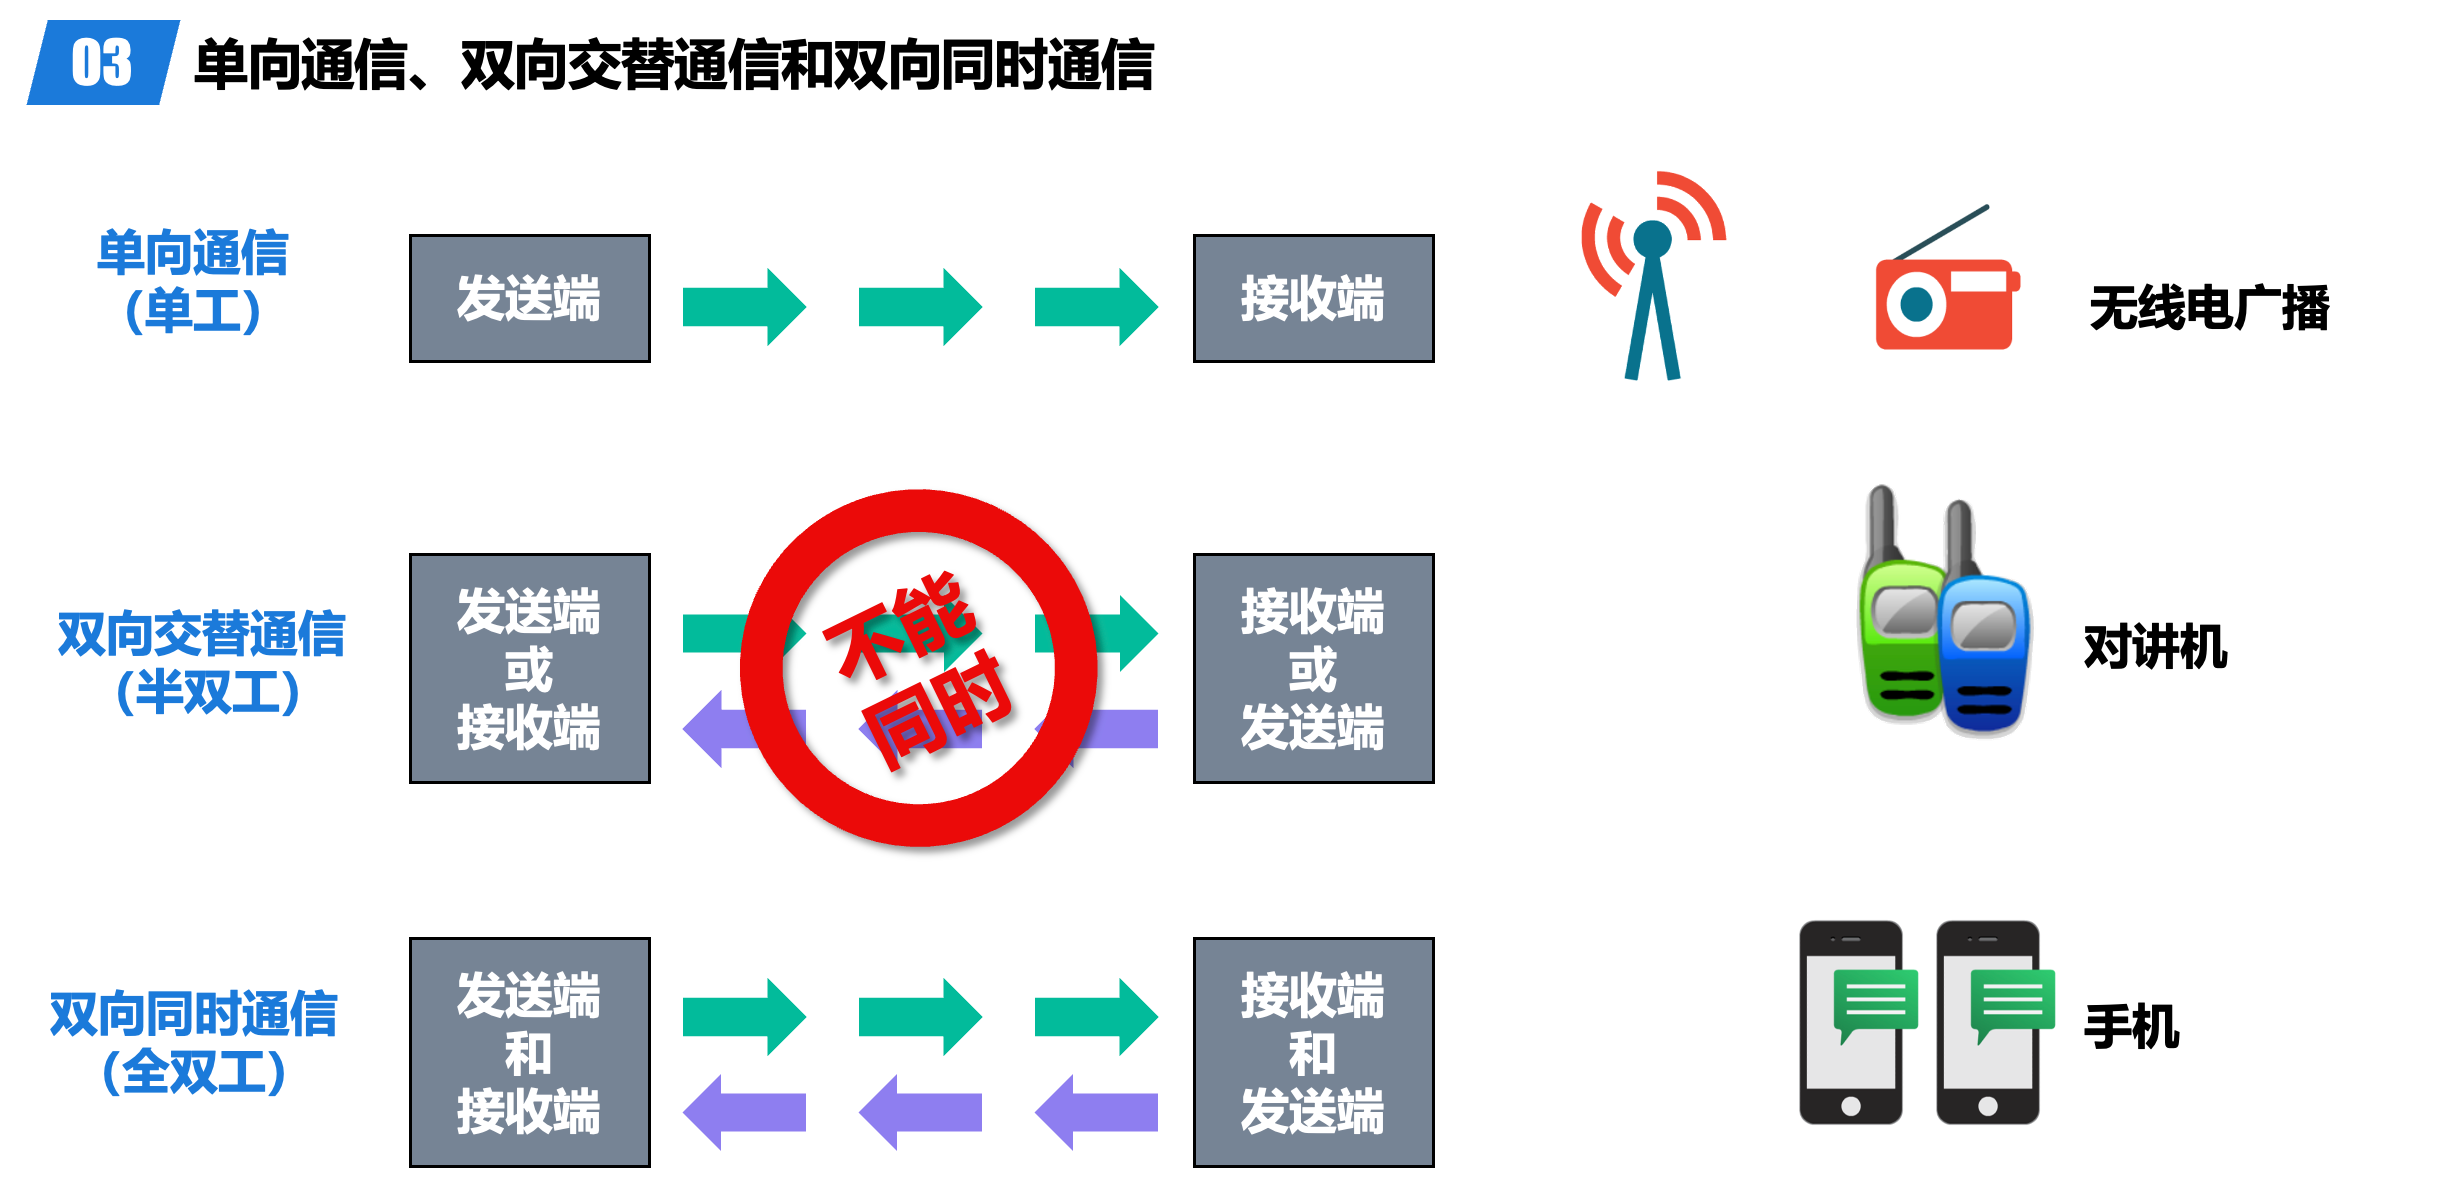 03 单向通信、双向交替通信和双向同时通信
单向通信
(单工)
发送端
接收端
无线电广播
双向交替通信
(半双工)
发送端
或
接收端
不能
同时
接收端
或
发送端
对讲机
双向同时通信
(全双工)
发送端
和
接收端
接收端
和
发送端
手机